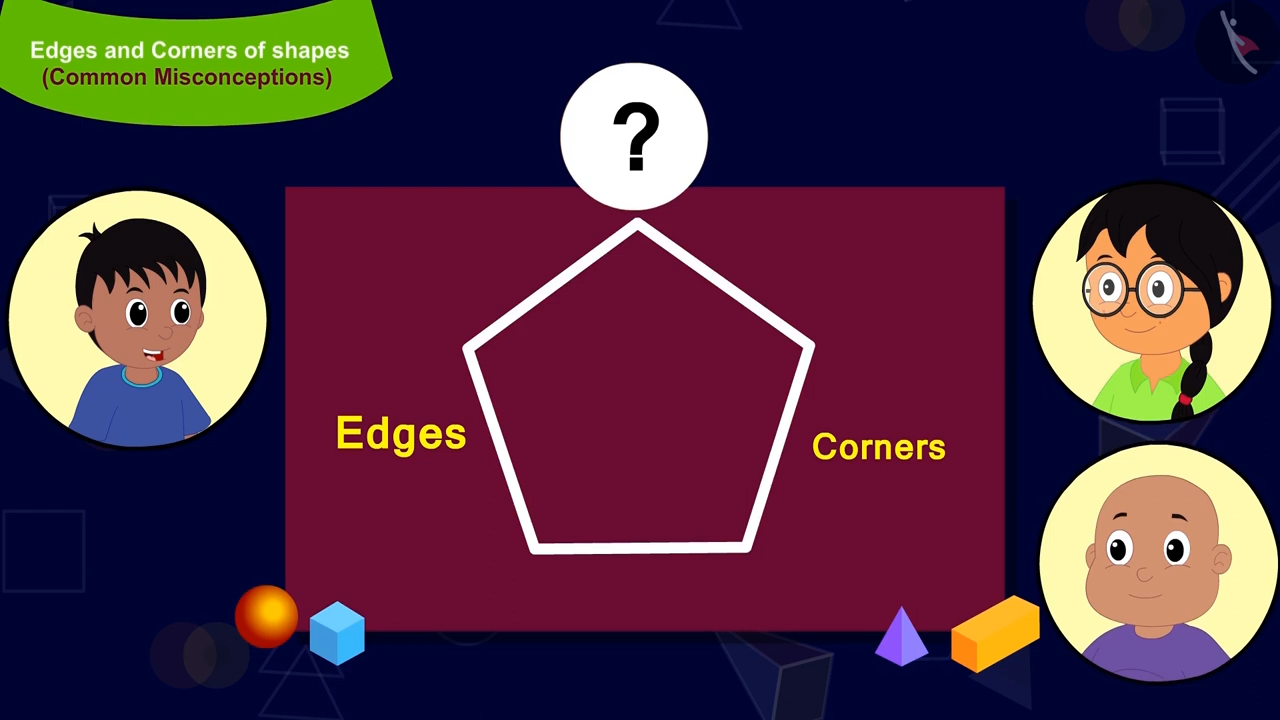 Edges and Corners of shapes
(Common Misconceptions)
?
Edges
Corners